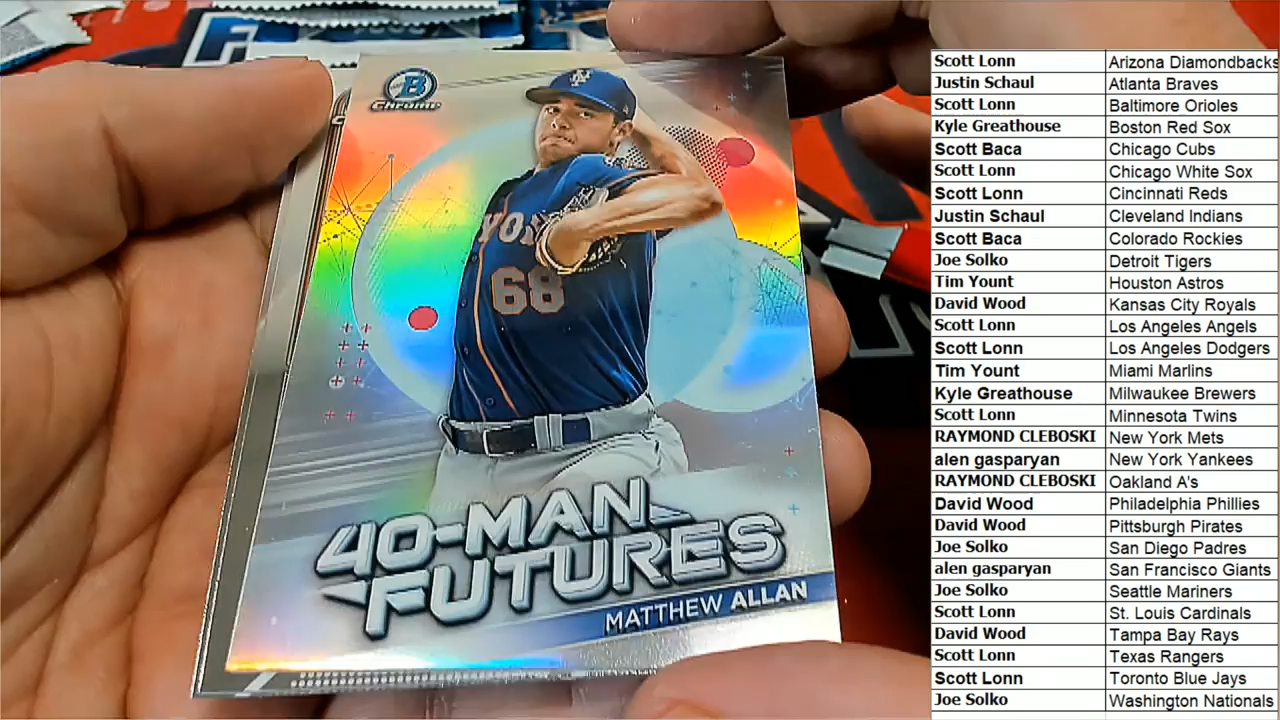 B
Chrome
NY
YOR
68
40-MAN
FUTURES
MATTHEW ALLAN
Scott Lonn Arizona Diamondbacks
Justin Schaul Atlanta Braves
Scott Lonn Baltimore Orioles
Kyle Greathouse Boston Red Sox
Scott Baca Chicago Cubs
Scott Lonn Chicago White Sox
Scott Lonn Cincinnati Reds
Justin Schaul Cleveland Indians
Scott Baca Colorado Rockies
Joe Solko Detroit Tigers
Tim Yount Houston Astros
David Wood Kansas City Royals
Scott Lonn Los Angeles Angels
Scott Lonn Los Angeles Dodgers
Tim Yount Miami Marlins
Kyle Greathouse Milwaukee Brewers
Scott Lonn Minnesota Twins
RAYMOND CLEBOSKI New York Mets
alen gasparyan New York Yankees
RAYMOND CLEBOSKI Oakland A's
David Wood Philadelphia Phillies
David Wood Pittsburgh Pirates
Joe Solko San Diego Padres
alen gasparyan San Francisco Giants
Joe Solko Seattle Mariners
Scott Lonn St. Louis Cardinals
David Wood Tampa Bay Rays
Scott Lonn Texas Rangers
Scott Lonn Toronto Blue Jays
Joe Solko Washington Nationals